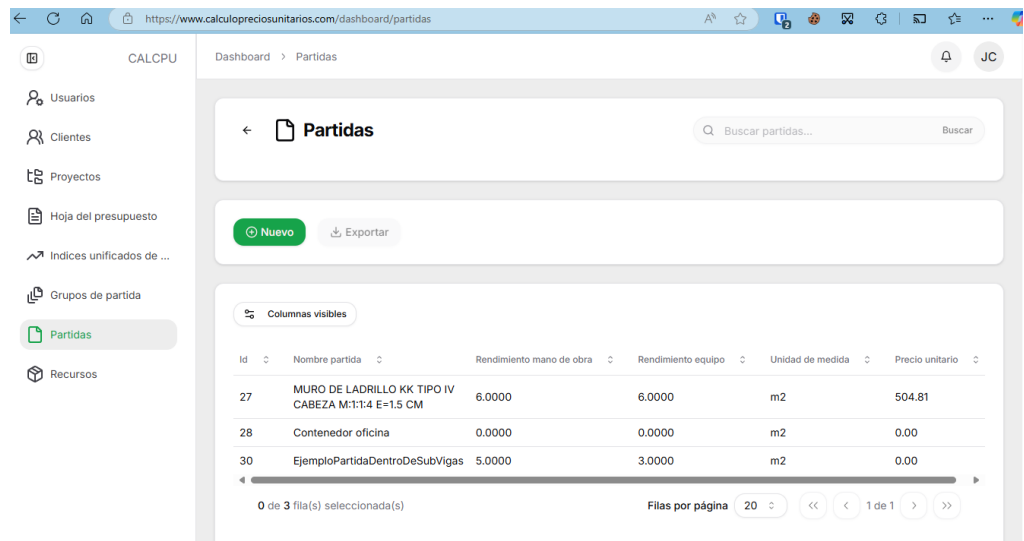 https://www.calculopreciosunitarios.com/dashboard/partidas
2
CALCPU
Dashboard > Partidas
JC
Usuarios
Clientes
Proyectos
Hoja del presupuesto
Indices unificados de ...
Grupos de partida
Partidas
Recursos
Partidas
Buscar partidas...
Buscar
Nuevo
Exportar
Columnas visibles
Id Nombre partida Rendimiento mano de obra Rendimiento equipo Unidad de medida Precio unitario
27 MURO DE LADRILLO KK TIPO IV CABEZA M:1:1:4 E=1.5 CM 6.0000 6.0000 m2 504.81
28 Contenedor oficina 0.0000 0.0000 m2 0.00
30 EjemploPartidaDentroDeSubVigas 5.0000 3.0000 m2 0.00
0 de 3 fila(s) seleccionada(s)
Filas por página 20 << < 1 de 1 > >>